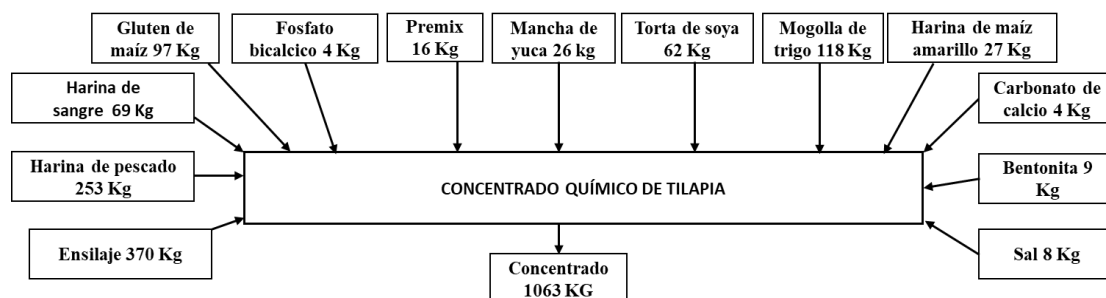 Gluten de
maíz 97 Kg
Fosfato
bicalcico 4 Kg
Premix
16 Kg
Mancha de
yuca 26 kg
Torta de soya
62 Kg
Mogolla de
trigo 118 Kg
Harina de maíz
amarillo 27 Kg
Harina de
sangre 69 Kg
Carbonato de
calcio 4 Kg
Harina de pescado
253 Kg
CONCENTRADO QUÍMICO DE TILAPIA
Bentonita 9
Kg
Ensilaje 370 Kg
Sal 8 Kg
Concentrado
1063 KG